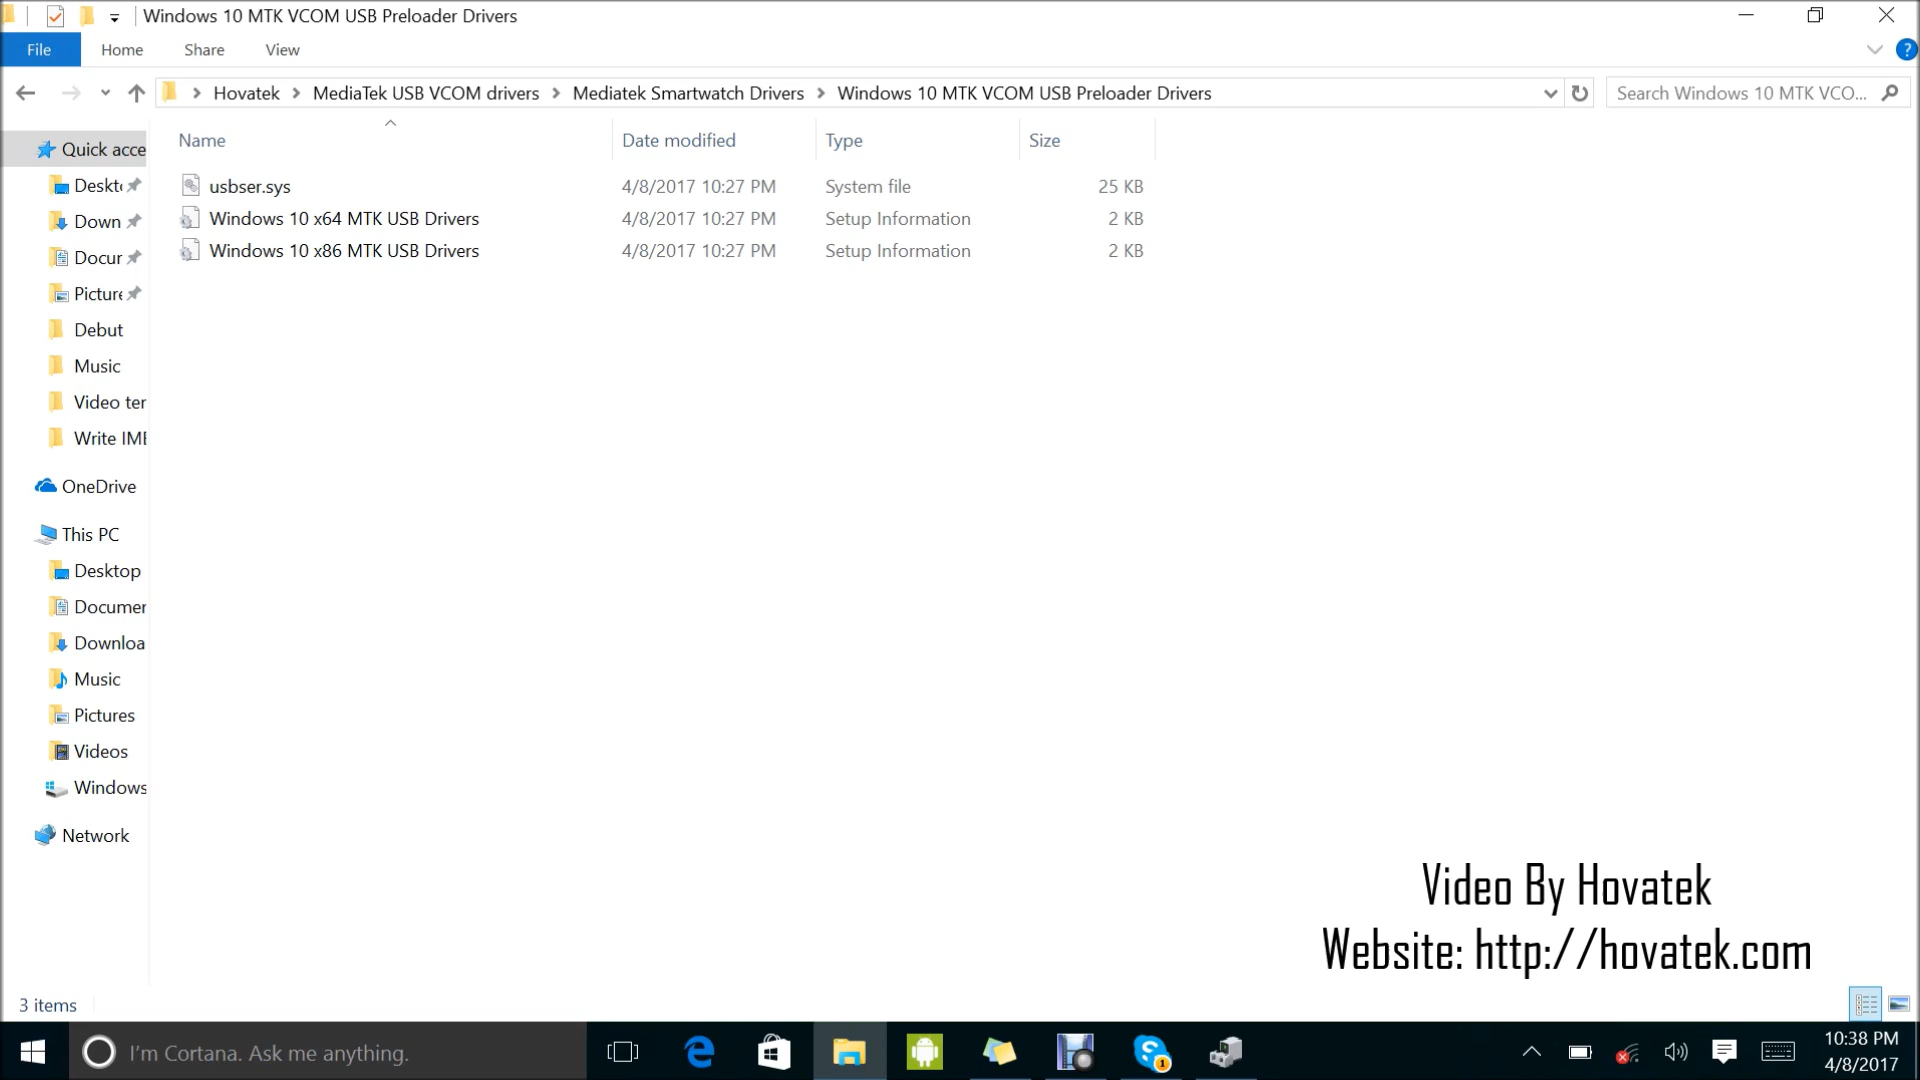 Windows 10 MTK VCOM USB Preloader Drivers
File Home Share View
Hovatek MediaTek USB VCOM drivers Mediatek Smartwatch Drivers Windows 10 MTK VCOM USB Preloader Drivers
Search Windows 10 MTK VCO...
Name Date modified Type Size
usbser.sys 4/8/2017 10:27 PM System file 25 KB
Windows 10 x64 MTK USB Drivers 4/8/2017 10:27 PM Setup Information 2 KB
Windows 10 x86 MTK USB Drivers 4/8/2017 10:27 PM Setup Information 2 KB
Quick acce
Deskt
Down
Docur
Picture
Debut
Music
Video ter
Write IME
OneDrive
This PC
Desktop
Documer
Downloa
Music
Pictures
Videos
Windows
Network
Video By Hovatek
Website: http://hovatek.com
3 items
I'm Cortana. Ask me anything.
1
10:38 PM
4/8/2017